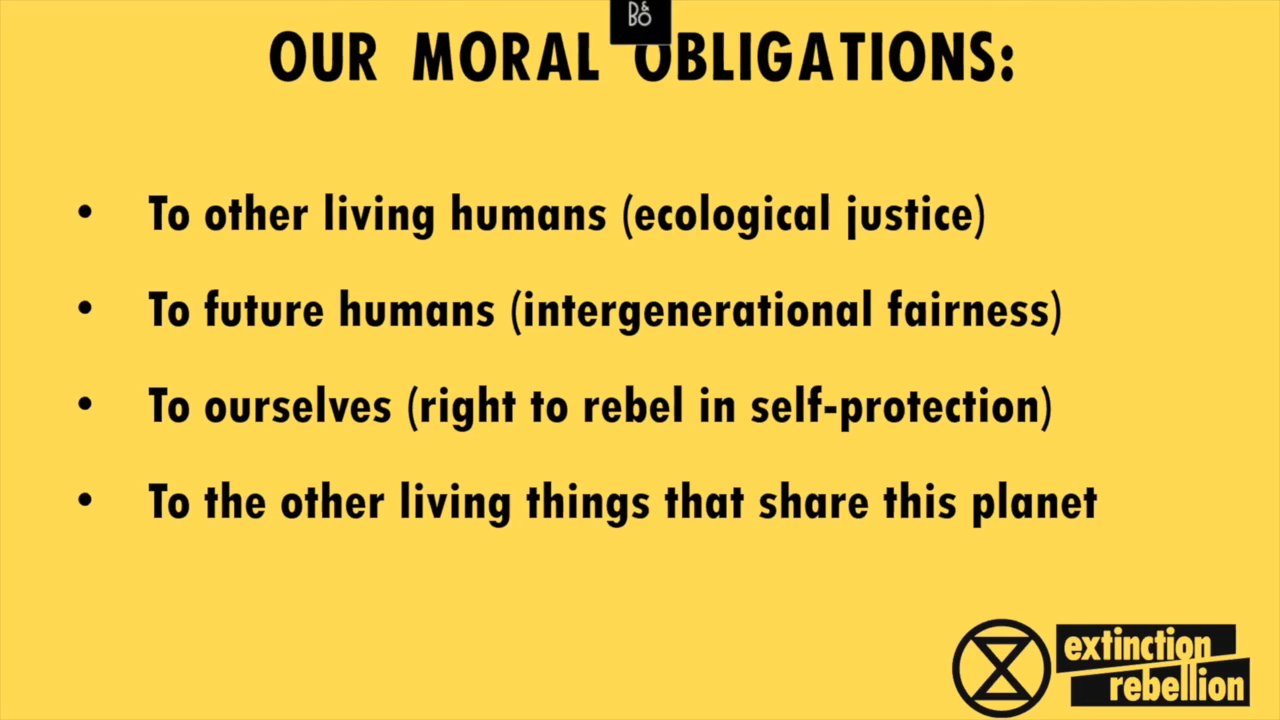 B&O
OUR MORAL OBLIGATIONS:
• To other living humans (ecological justice)
• To future humans (intergenerational fairness)
• To ourselves (right to rebel in self-protection)
• To the other living things that share this planet
extinction
rebellion